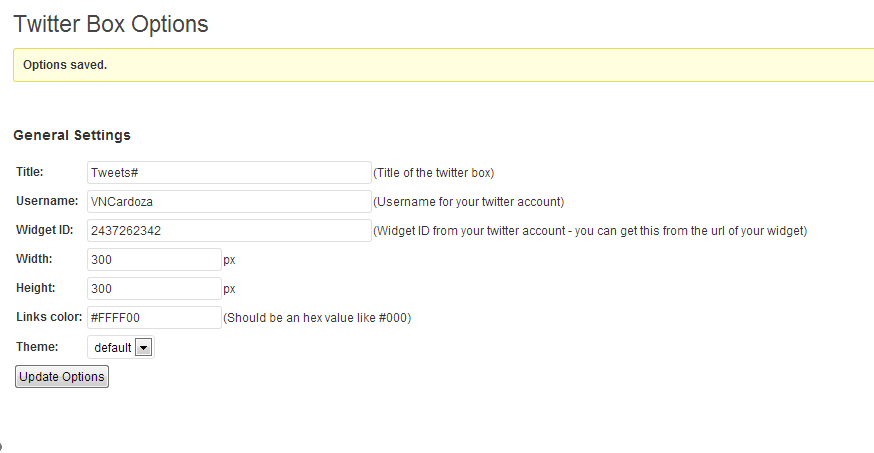 Twitter Box Options
Options saved.
General Settings
Title: Tweets# (Title of the twitter box)
Username: VNCardoza (Username for your twitter account)
Widget ID: 2437262342 (Widget ID from your twitter account - you can get this from the url of your widget)
Width: 300 px
Height: 300 px
Links color: #FFFF00 (Should be an hex value like #000)
Theme: default
Update Options